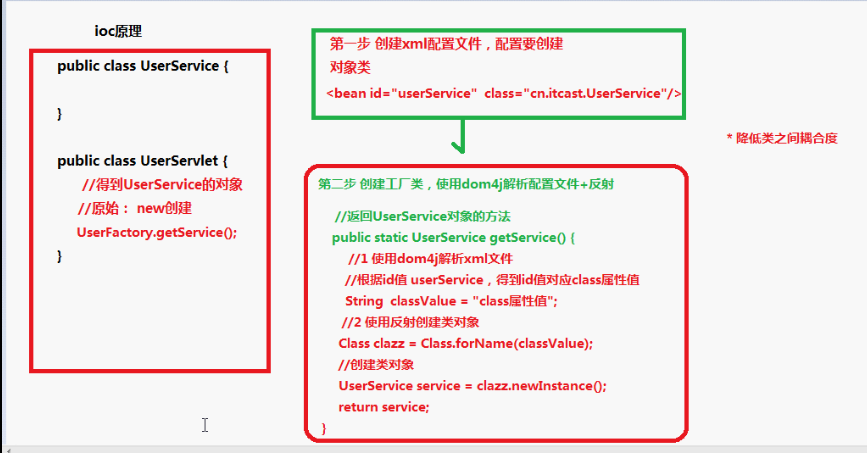 ioc原理
public class UserService {
}
public class UserServlet {
//得到UserService的对象
//原始： new创建
UserFactory.getService();
}
第一步 创建xml配置文件，配置要创建
对象类
<bean id="userService" class="cn.itcast.UserService"/>
* 降低类之间耦合度
第二步 创建工厂类，使用dom4j解析配置文件+反射
//返回UserService对象的方法
public static UserService getService() {
//1 使用dom4j解析xml文件
//根据id值 userService，得到id值对应class属性值
String classValue = "class属性值";
//2 使用反射创建类对象
Class clazz = Class.forName(classValue);
//创建类对象
UserService service = clazz.newInstance();
return service;
}